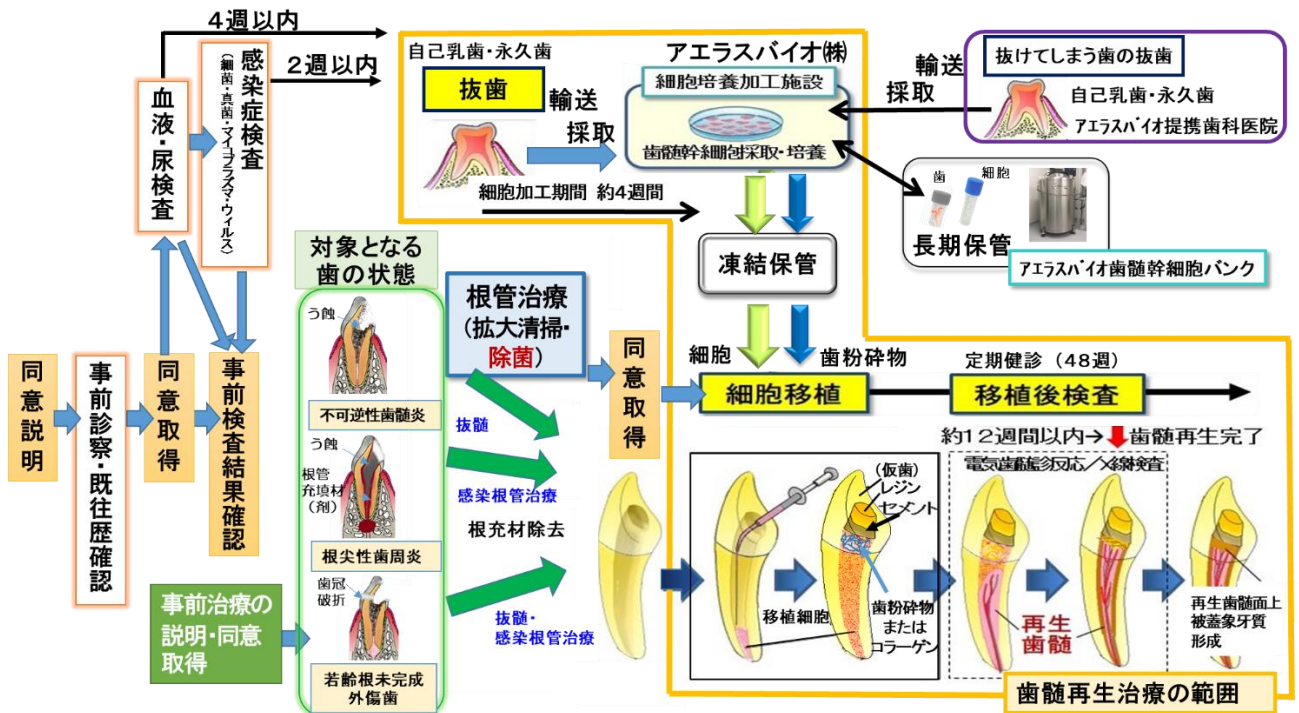 4週以内
2週以内
血液・尿検査
感染症検査
(細菌・真菌・マイコプラズマ・ウィルス)
自己乳歯・永久歯
抜歯
輸送
採取
アエラスバイオ㈱
細胞培養加工施設
歯髄幹細胞採取・培養
輸送
採取
抜けてしまう歯の抜歯
自己乳歯・永久歯
アエラスバイオ提携歯科医院
細胞加工期間 約4週間
歯
細胞
長期保管
アエラスバイオ歯髄幹細胞バンク
凍結保管
同意説明
事前診察・既往歴確認
同意取得
事前検査結果確認
事前治療の
説明・同意
取得
対象となる
歯の状態
う蝕
不可逆性歯髄炎
う蝕
根管
充填材
(剤)
根尖性歯周炎
歯冠
破折
若齢根未完成
外傷歯
根管治療
(拡大清掃・
除菌)
抜髄
感染根管治療
根充材除去
抜髄・
感染根管治療
同意取得
細胞
歯粉砕物
細胞移植
定期健診 (48週)
移植後検査
約12週間以内→
歯髄再生完了
電気歯髄診反応/X線検査
(仮歯)
レジン
セメント
移植細胞
歯粉砕物
または
コラーゲン
再生
歯髄
再生歯髄面上
被蓋象牙質
形成
歯髄再生治療の範囲